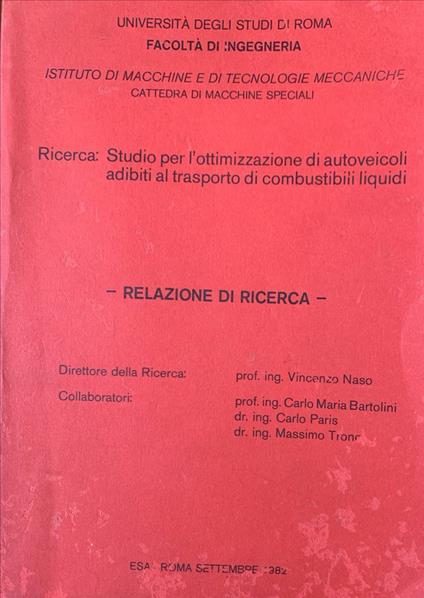 UNIVERSITÀ DEGLI STUDI DI ROMA
FACOLTÀ DI INGEGNERIA
ISTITUTO DI MACCHINE E DI TECNOLOGIE MECCANICHE
CATTEDRA DI MACCHINE SPECIALI
Ricerca: Studio per l'ottimizzazione di autoveicoli
adibiti al trasporto di combustibili liquidi
– RELAZIONE DI RICERCA –
Direttore della Ricerca: prof. ing. Vincenzo Naso
Collaboratori: prof. ing. Carlo Maria Bartolini
dr. ing. Carlo Paris
dr. ing. Massimo
ROMA SETTEMBRE 1982